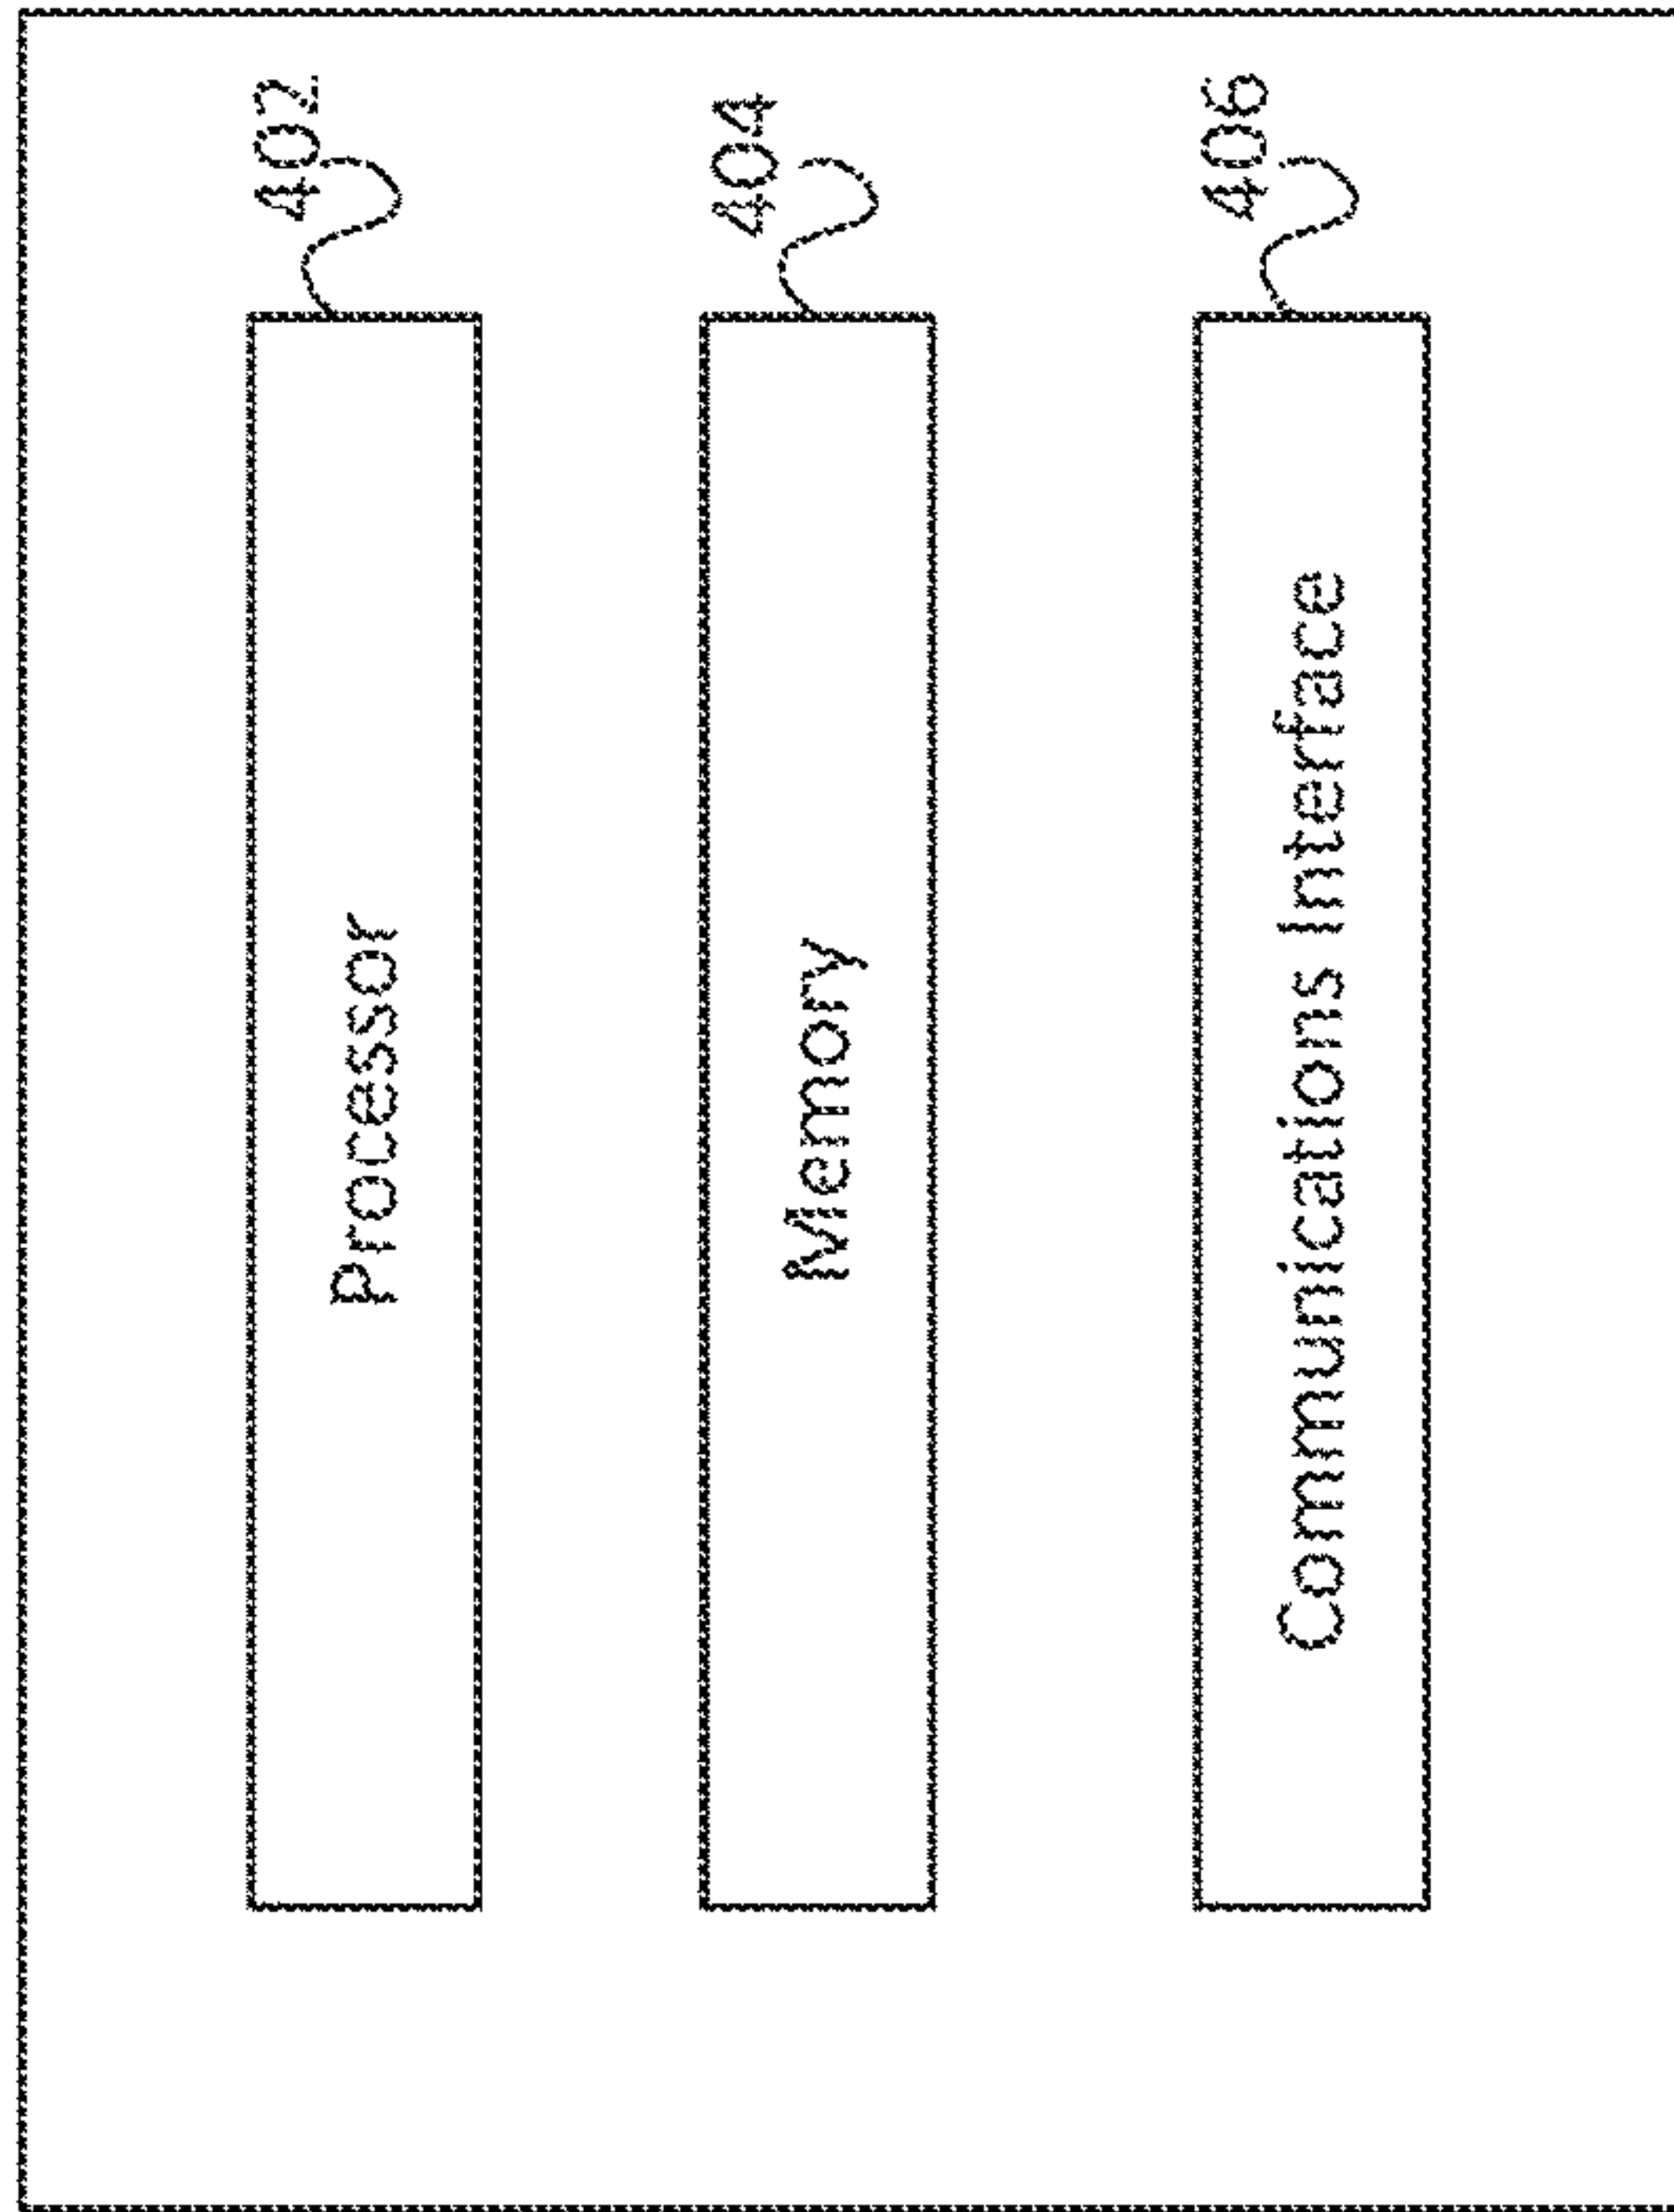 402
Processor
404
Memory
406
Communications Interface